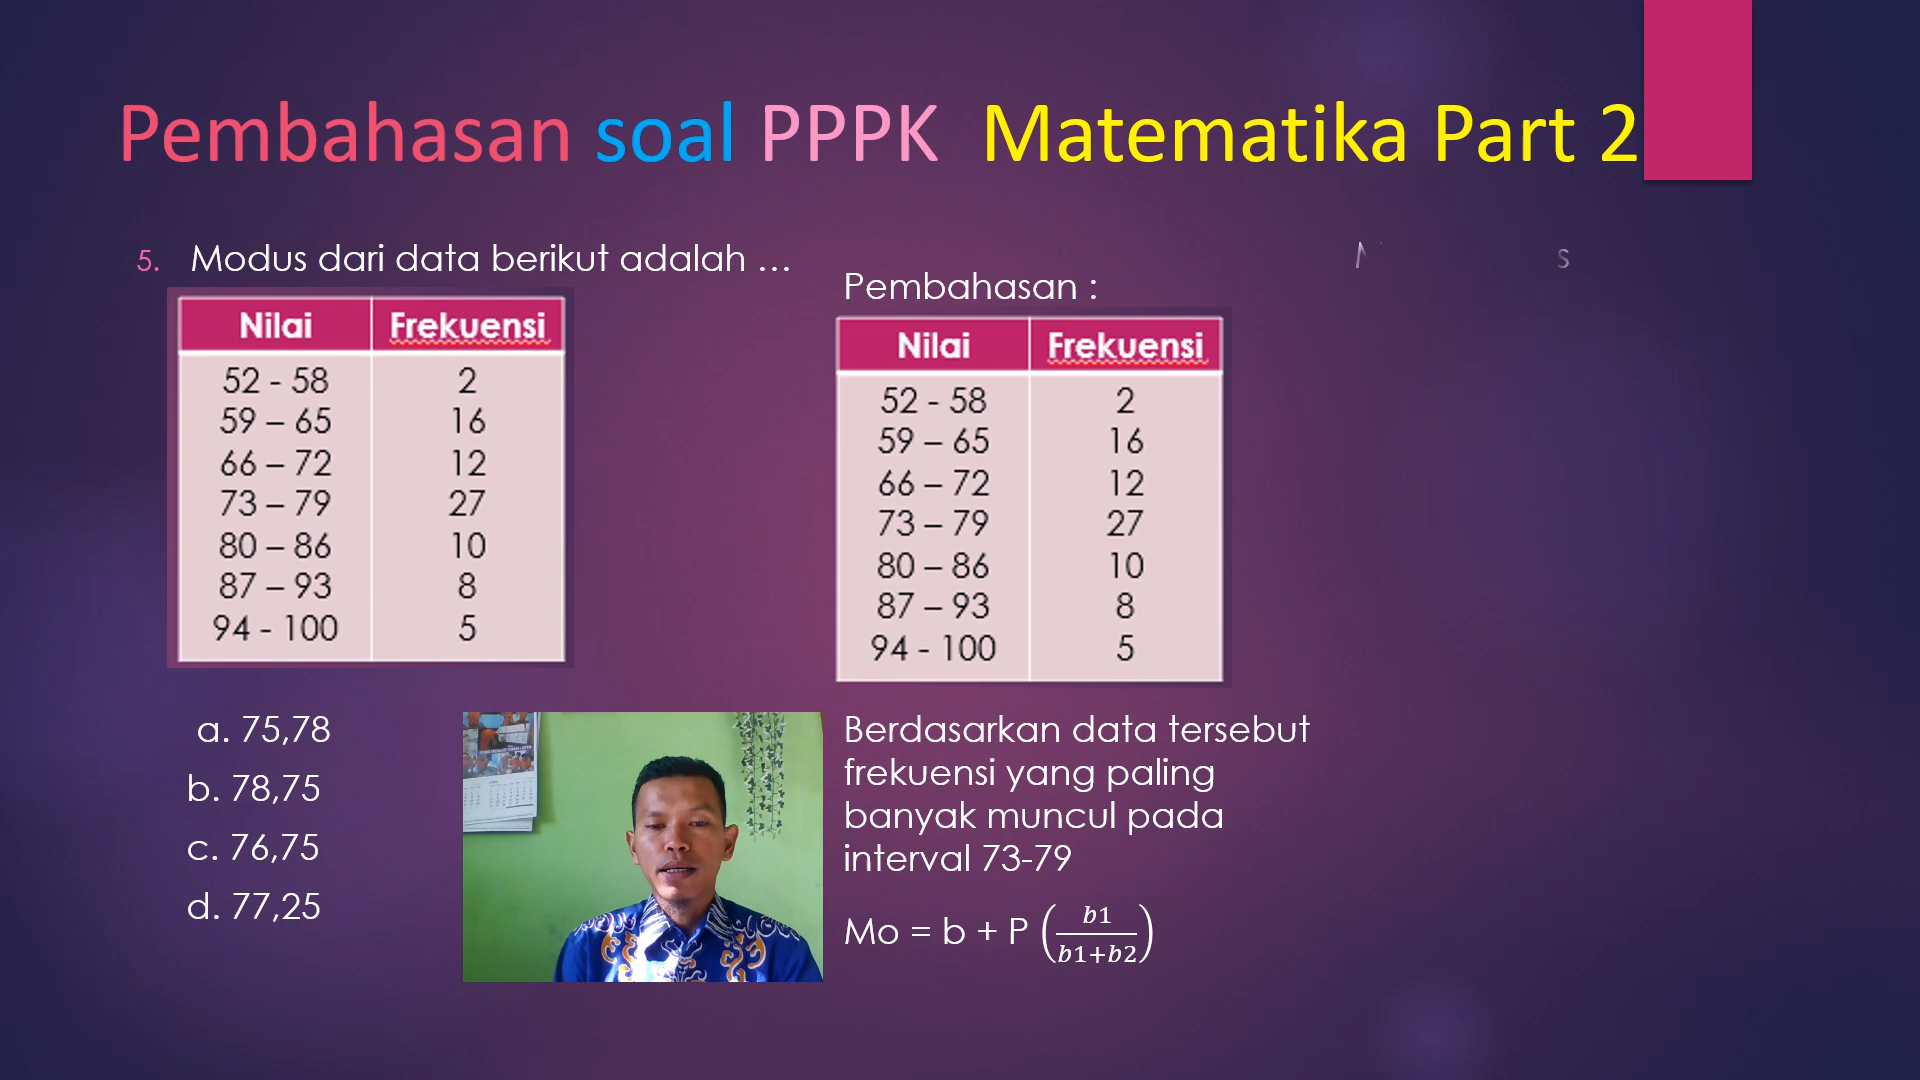 Pembahasan soal PPPK Matematika Part 2
5. Modus dari data berikut adalah ...
Nilai Frekuensi
52 - 58 2
59 – 65 16
66 – 72 12
73 – 79 27
80 – 86 10
87 – 93 8
94 - 100 5
a. 75,78
b. 78,75
c. 76,75
d. 77,25
Pembahasan :
Nilai Frekuensi
52 - 58 2
59 – 65 16
66 – 72 12
73 – 79 27
80 – 86 10
87 – 93 8
94 - 100 5
Berdasarkan data tersebut
frekuensi yang paling
banyak muncul pada
interval 73-79
Mo = b + P (b1/(b1+b2))